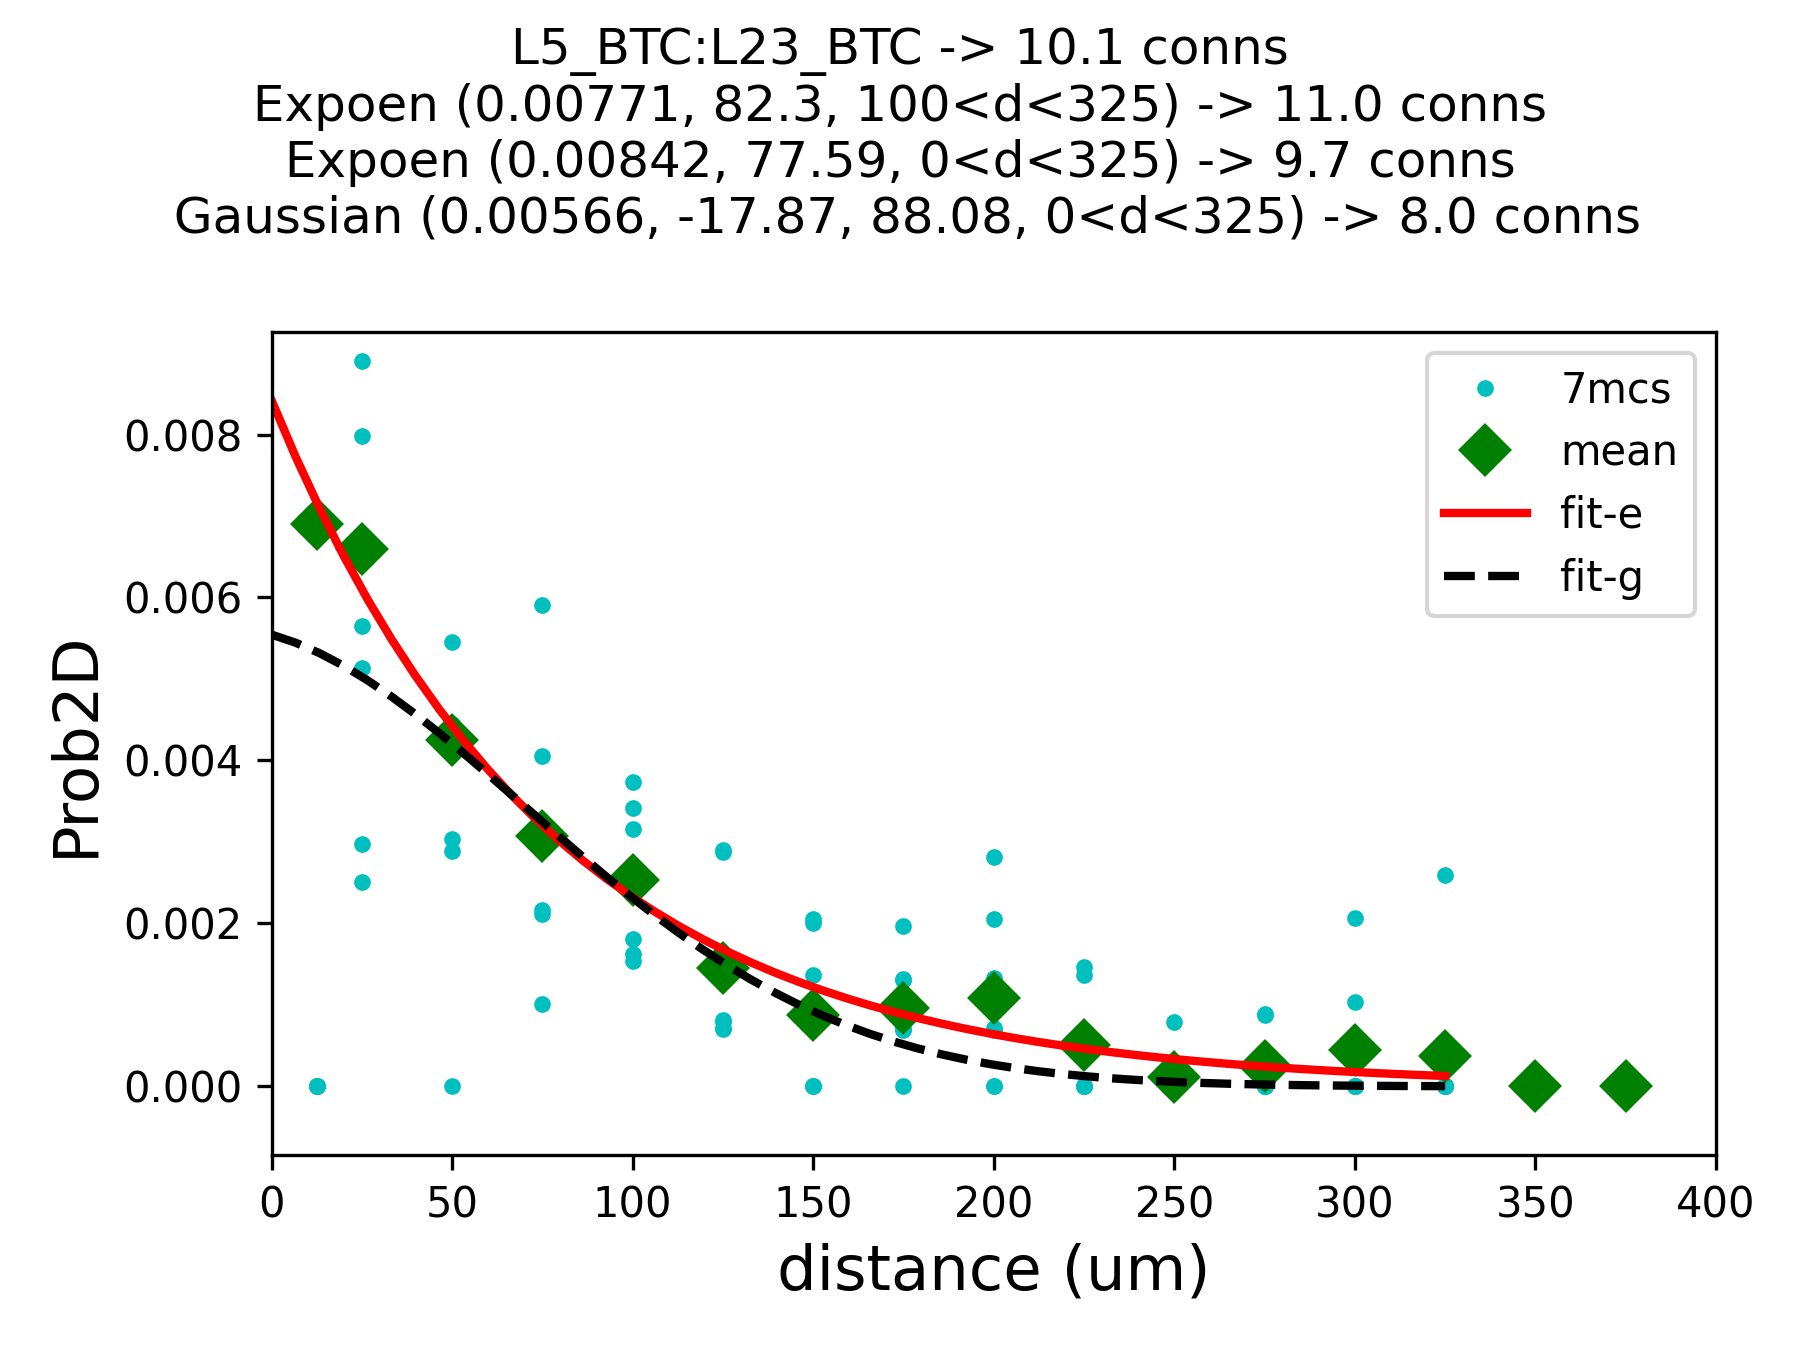 L5_BTC:L23_BTC -> 10.1 conns
Expoen (0.00771, 82.3, 100<d<325) -> 11.0 conns
Expoen (0.00842, 77.59, 0<d<325) -> 9.7 conns
Gaussian (0.00566, -17.87, 88.08, 0<d<325) -> 8.0 conns
7mcs
mean
fit-e
fit-g
Prob2D
0.008
0.006
0.004
0.002
0.000
0 50 100 150 200 250 300 350 400
distance (um)